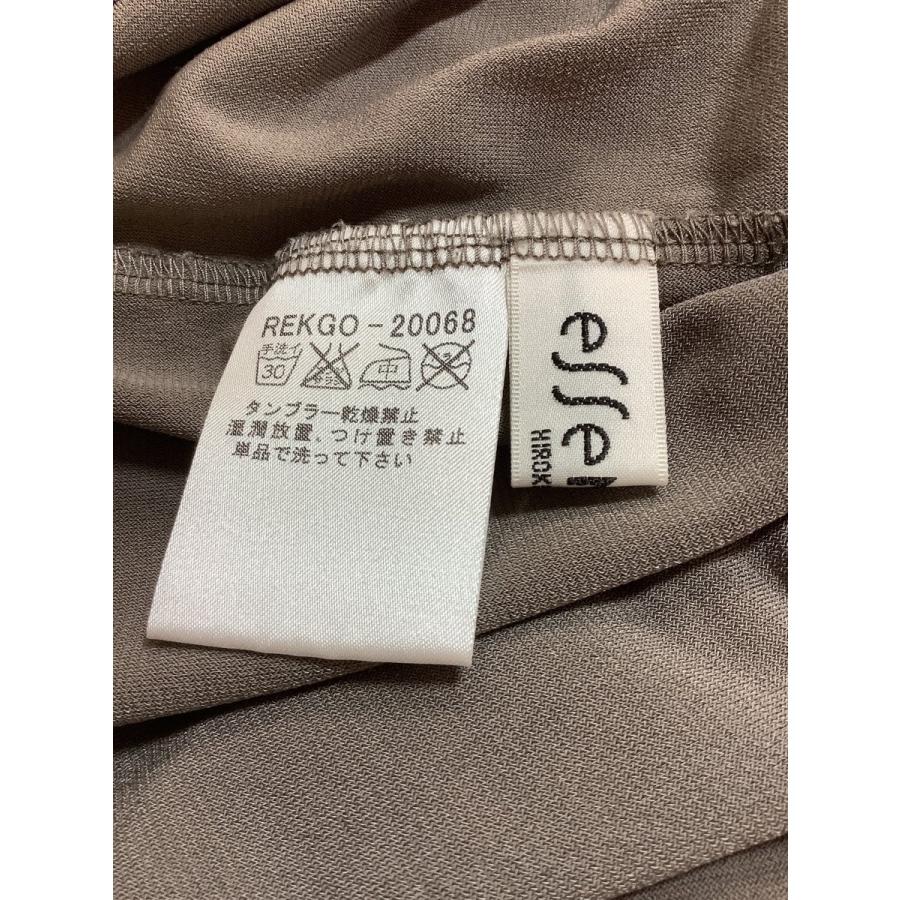 REKGO-20068
手洗イ
30
中
タンブラー乾燥禁止
湿潤放置、つけ置き禁止
単品で洗って下さい
esse
HIROK